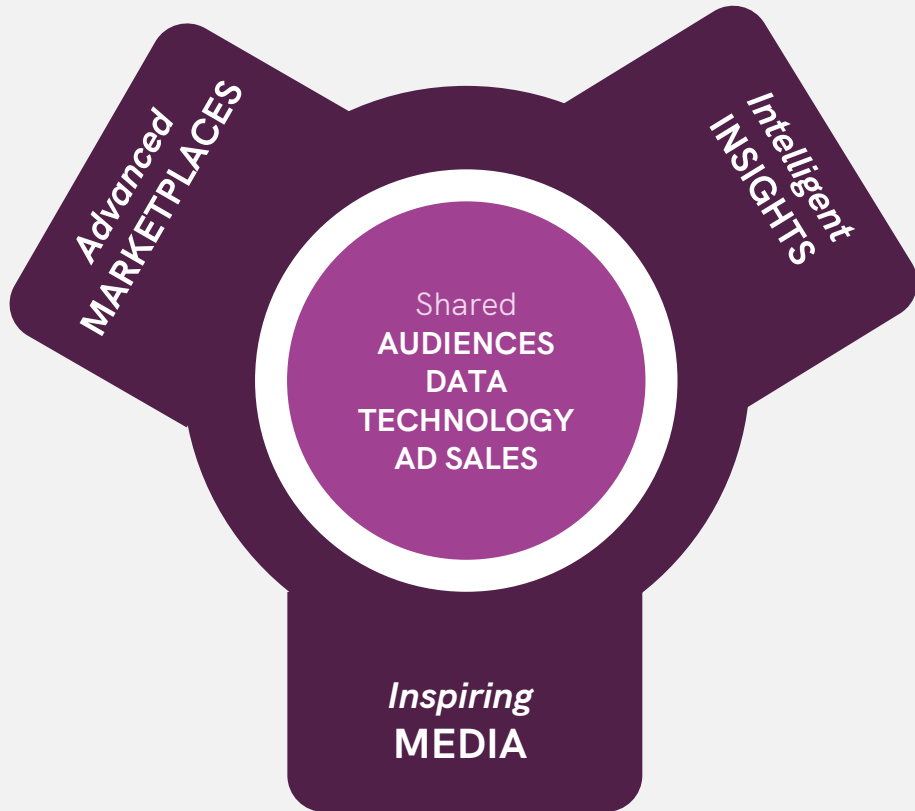 Advanced
MARKETPLACES
Intelligent
INSIGHTS
Shared
AUDIENCES
DATA
TECHNOLOGY
AD SALES
Inspiring
MEDIA